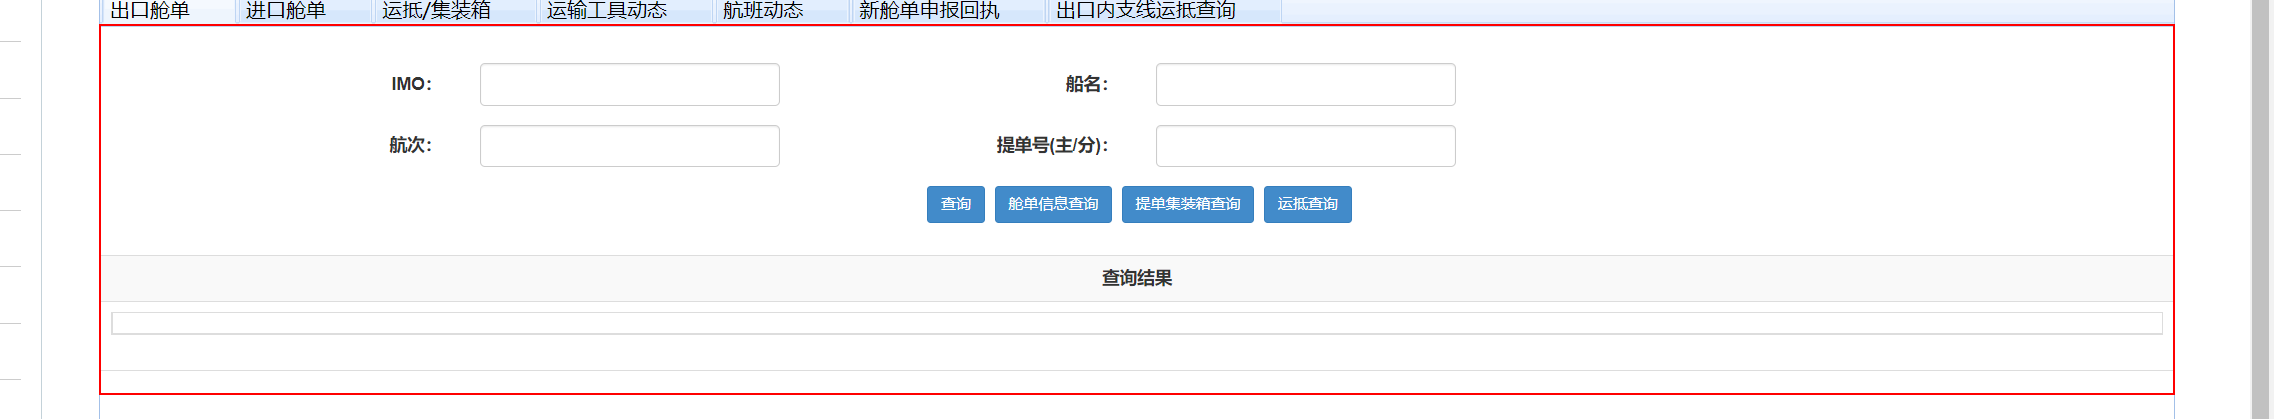 出口舱单 进口舱单 运抵/集装箱 运输工具动态 航班动态 新舱单申报回执 出口内支线运抵查询
IMO： 船名：
航次： 提单号(主/分)：
查询 舱单信息查询 提单集装箱查询 运抵查询
查询结果